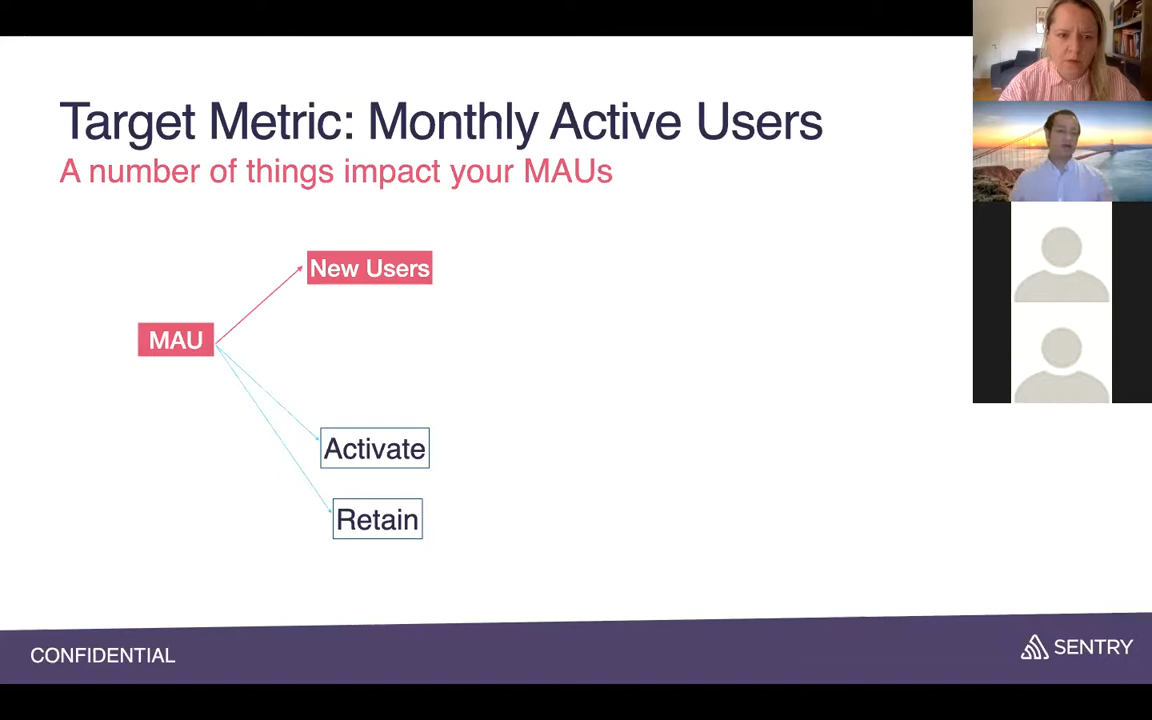 Target Metric: Monthly Active Users
A number of things impact your MAUs
New Users
MAU
Activate
Retain
CONFIDENTIAL
SENTRY